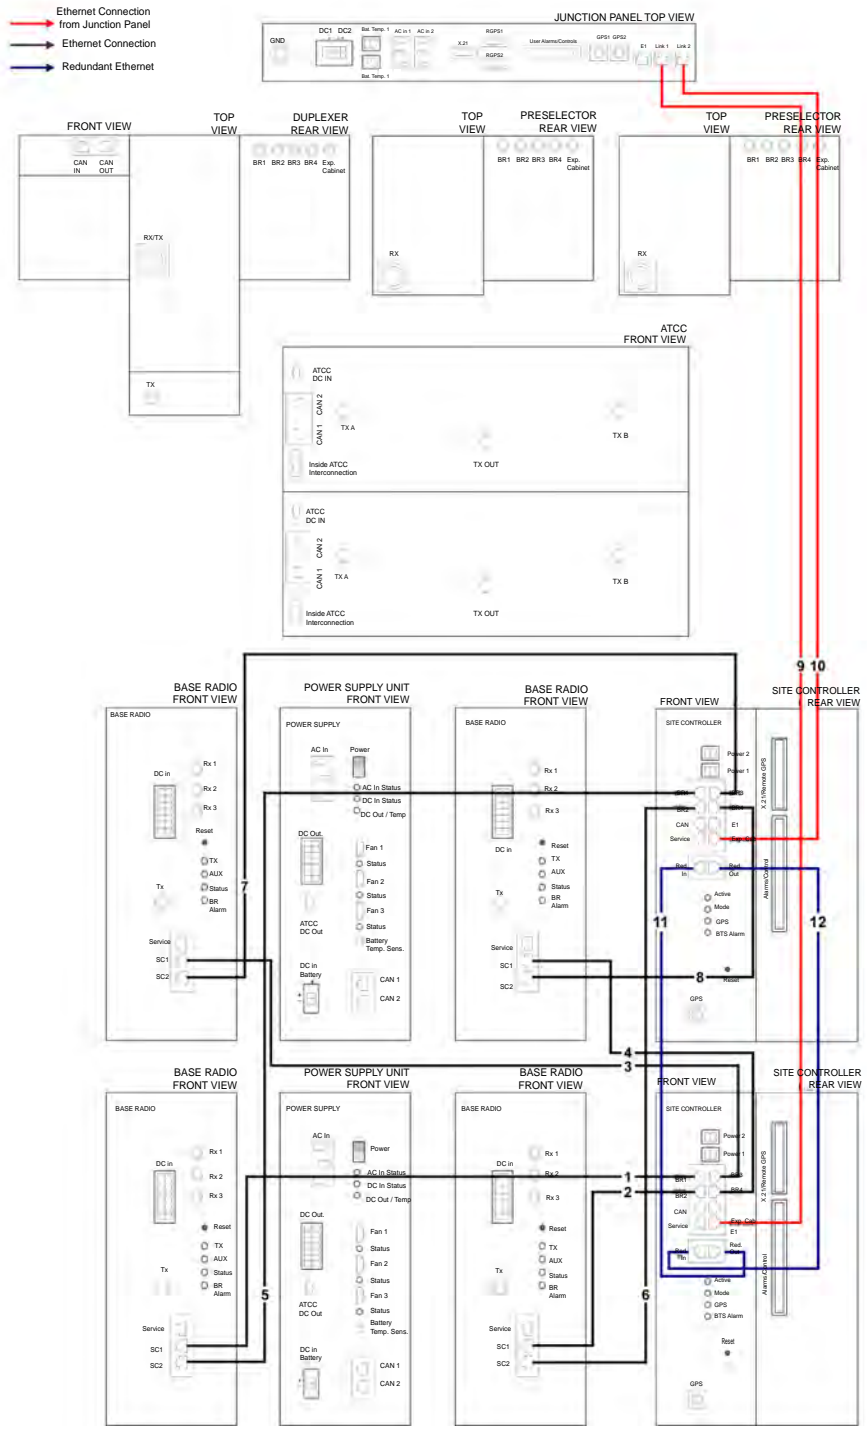 Ethernet Connection
from Junction Panel
Ethernet Connection
Redundant Ethernet
JUNCTION PANEL TOP VIEW
GND
DC1 DC2
Bat. Temp. 1
AC in 1 AC in 2
X.21
RGPS1
RGPS2
User Alarms/Controls
GPS1 GPS2
E1 Link 1 Link 2
Bat. Temp. 1
FRONT VIEW
TOP
VIEW
DUPLEXER
REAR VIEW
TOP
VIEW
PRESELECTOR
REAR VIEW
TOP
VIEW
PRESELECTOR
REAR VIEW
CAN
IN
CAN
OUT
BR1 BR2 BR3 BR4 Exp.
Cabinet
BR1 BR2 BR3 BR4 Exp.
Cabinet
BR1 BR2 BR3 BR4 Exp.
Cabinet
RX/TX
RX
RX
TX
ATCC
FRONT VIEW
ATCC
DC IN
CAN 2
CAN 1
TX A
TX OUT
TX B
Inside ATCC
Interconnection
ATCC
DC IN
CAN 2
CAN 1
TX A
TX OUT
TX B
Inside ATCC
Interconnection
9 10
BASE RADIO
FRONT VIEW
BASE RADIO
DC in
Rx 1
Rx 2
Rx 3
Reset
TX
AUX
Status
BR
Alarm
Tx
Service
SC1
SC2
7
POWER SUPPLY UNIT
FRONT VIEW
POWER SUPPLY
AC In
Power
AC In Status
DC In Status
DC Out / Temp
DC Out.
Fan 1
Status
Fan 2
Status
Fan 3
Status
ATCC
DC Out
Battery
Temp. Sens.
DC in
Battery
CAN 1
CAN 2
BASE RADIO
FRONT VIEW
BASE RADIO
Rx 1
Rx 2
Rx 3
DC in
Reset
TX
AUX
Status
BR
Alarm
Tx
Service
SC1
SC2
FRONT VIEW
SITE CONTROLLER
REAR VIEW
SITE CONTROLLER
Power 2
Power 1
BR1
BR3
BR2
BR4
CAN
E1
Service
Exp. Cab
Red.
In
Red.
Out
Active
Mode
GPS
BTS Alarm
Reset
GPS
X.21/Remote GPS
Alarms/Control
11
12
8
4
3
BASE RADIO
FRONT VIEW
BASE RADIO
DC in
Rx 1
Rx 2
Rx 3
Reset
TX
AUX
Status
BR
Alarm
Tx
Service
SC1
SC2
5
POWER SUPPLY UNIT
FRONT VIEW
POWER SUPPLY
AC In
Power
AC In Status
DC In Status
DC Out / Temp
DC Out.
Fan 1
Status
Fan 2
Status
Fan 3
Status
ATCC
DC Out
Battery
Temp. Sens.
DC in
Battery
CAN 1
CAN 2
BASE RADIO
FRONT VIEW
BASE RADIO
DC in
Rx 1
Rx 2
Rx 3
Reset
TX
AUX
Status
BR
Alarm
Tx
Service
SC1
SC2
1
2
6
FRONT VIEW
SITE CONTROLLER
REAR VIEW
SITE CONTROLLER
Power 2
Power 1
BR1
BR3
BR2
BR4
CAN
Service
Exp. Cab
E1
Red.
In
Red.
Out
Active
Mode
GPS
BTS Alarm
Reset
GPS
X.21/Remote GPS
Alarms/Control